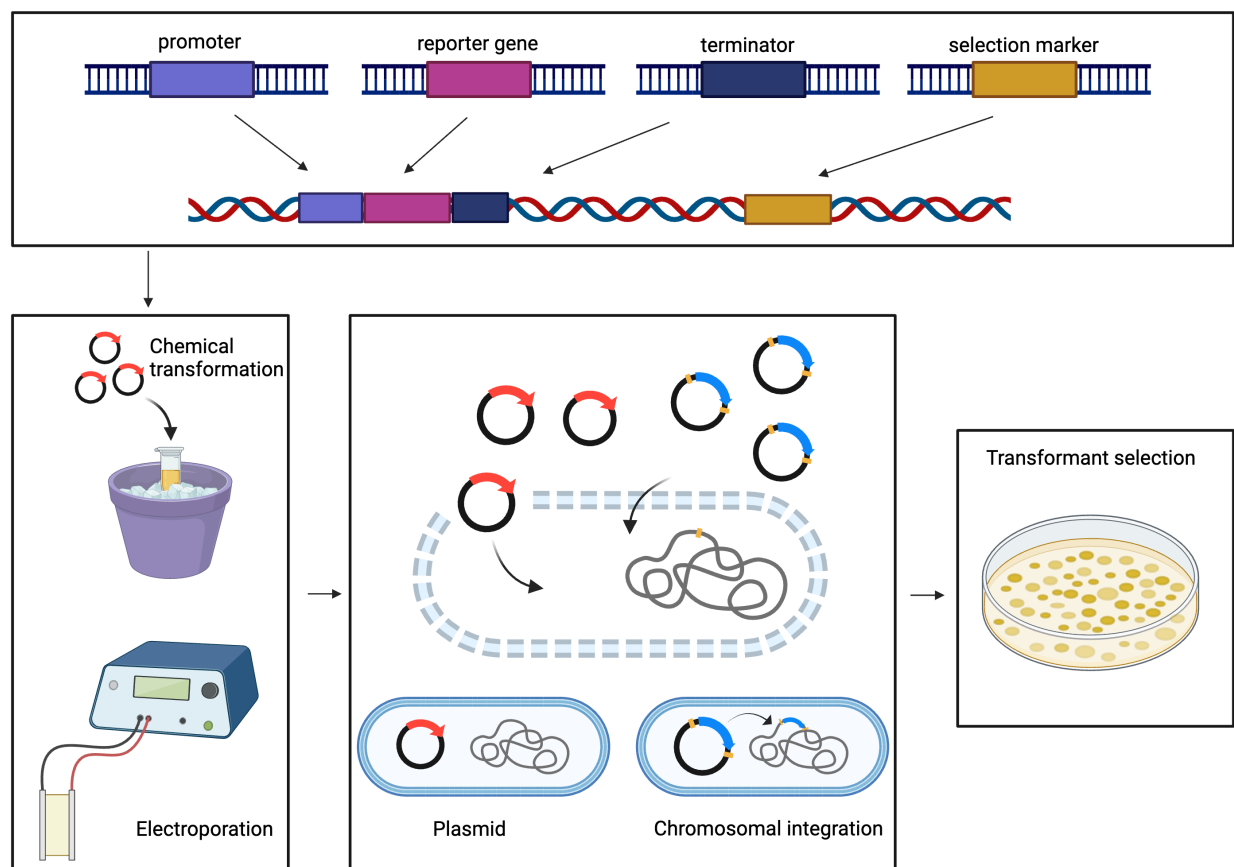 promoter
reporter gene
terminator
selection marker
Chemical
transformation
Electroporation
Plasmid
Chromosomal integration
Transformant selection